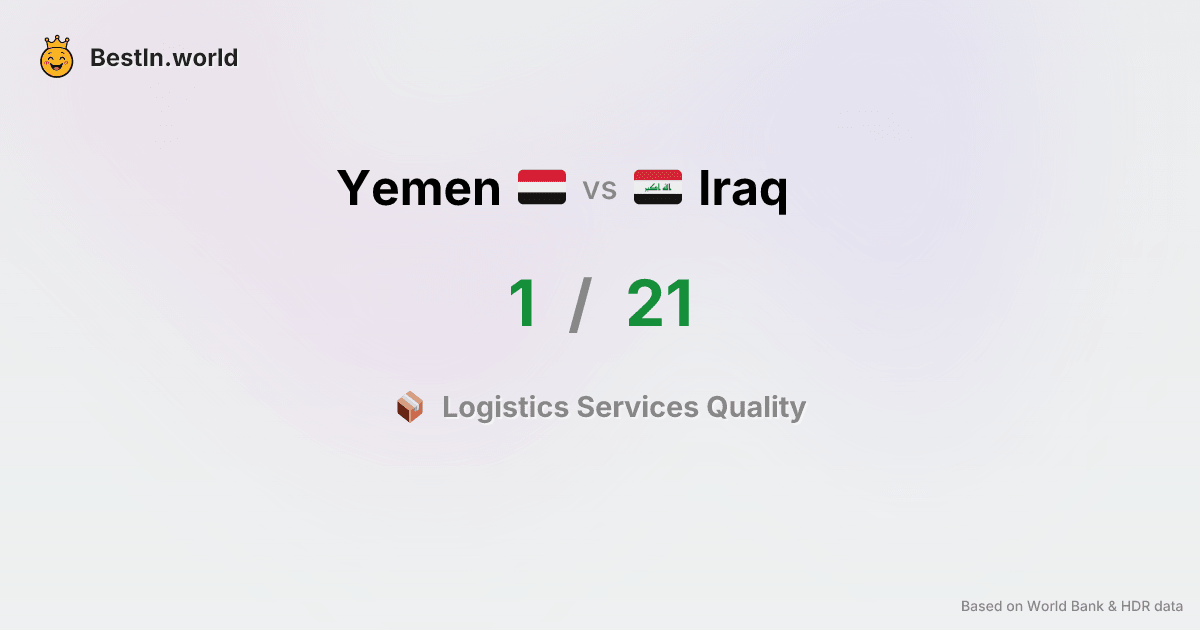 BestIn.world
Yemen vs Iraq
1 / 21
Logistics Services Quality
Based on World Bank & HDR data